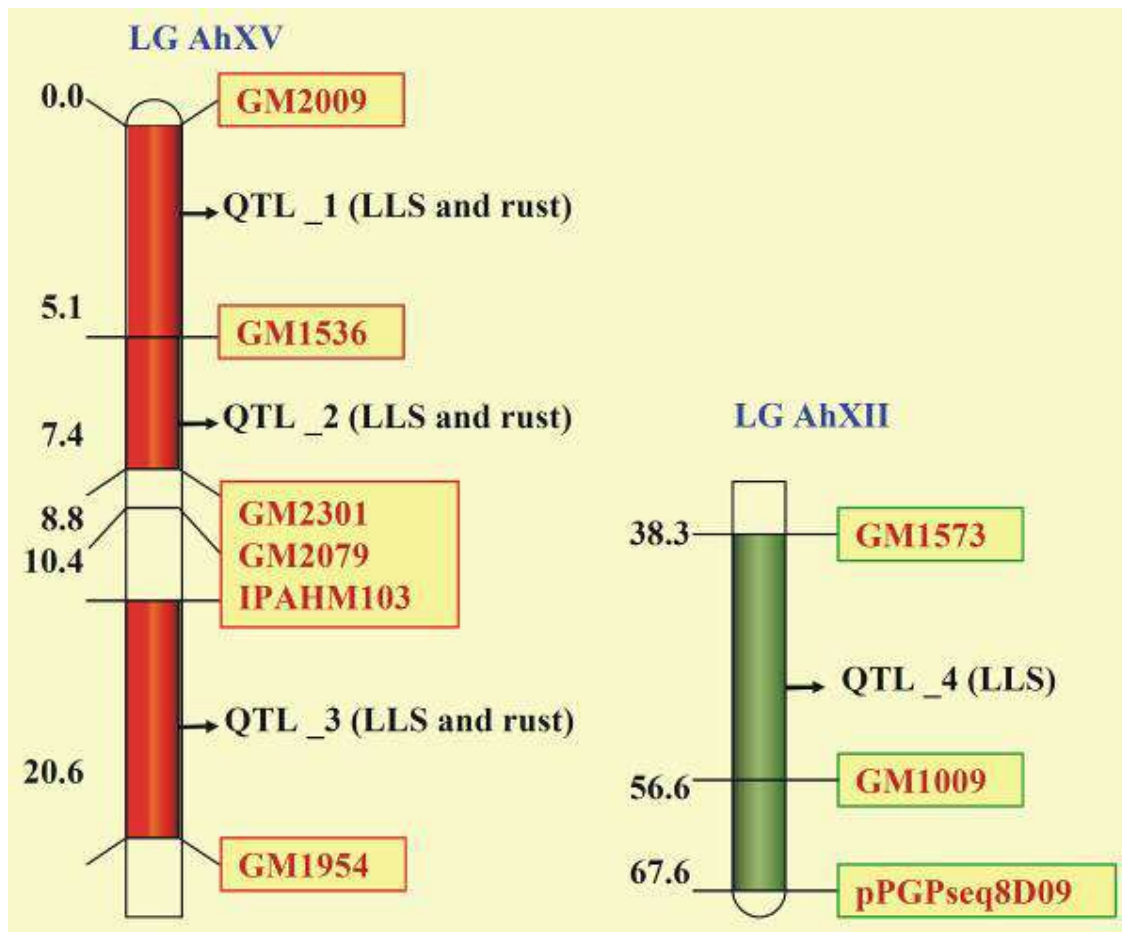 LG AhXV
0.0
GM2009
QTL _1 (LLS and rust)
5.1
GM1536
QTL _2 (LLS and rust)
7.4
8.8
10.4
GM2301
GM2079
IPAHM103
QTL _3 (LLS and rust)
20.6
GM1954
LG AhXII
38.3
GM1573
QTL _4 (LLS)
56.6
GM1009
67.6
pPGPseq8D09